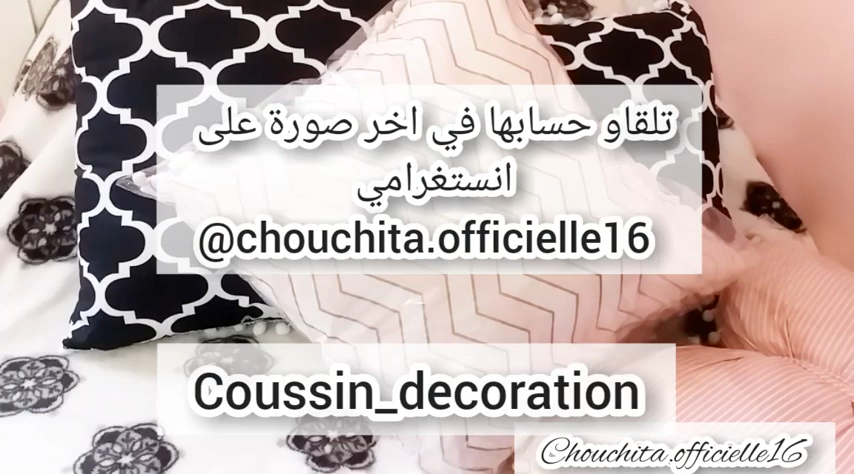 تلقاو حسابها في اخر صورة على
انستغرامي
@chouchita.officielle16
Coussin_decoration
Chouchita.officielle16